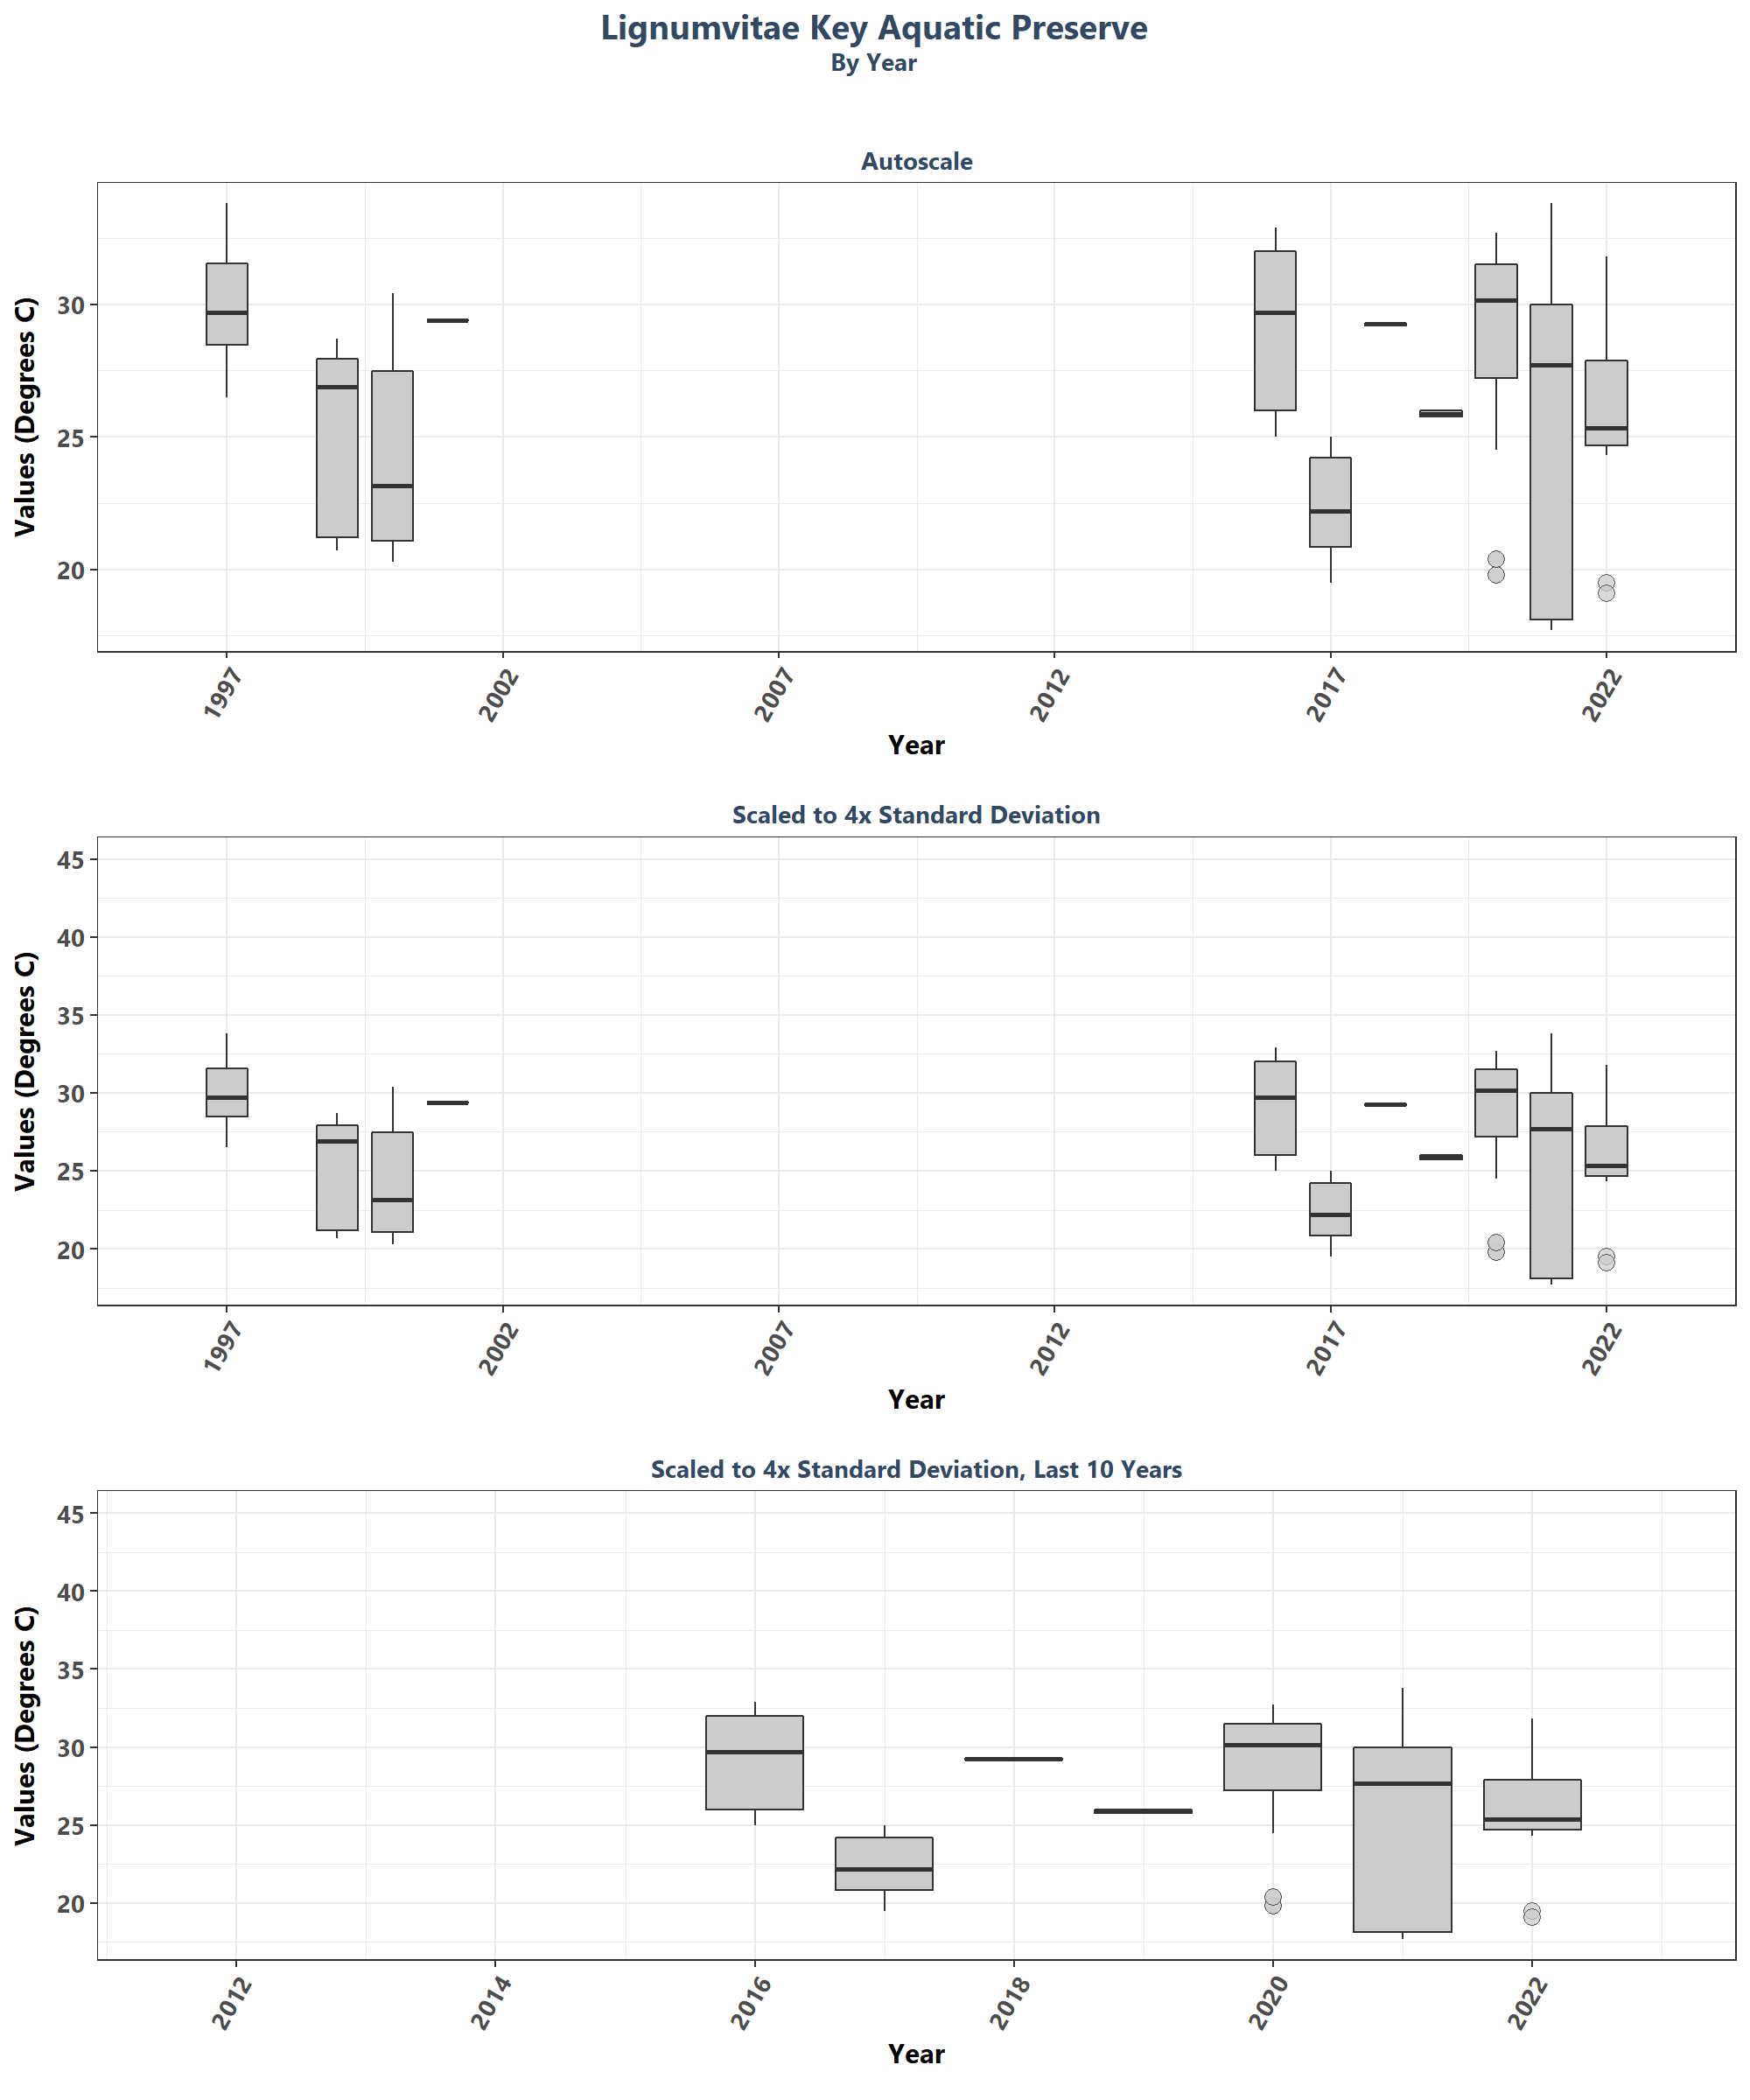 Lignumvitae Key Aquatic Preserve
By Year
Autoscale
Values (Degrees C)
30
25
20
1997 2002 2007 2012 2017 2022
Year
Scaled to 4x Standard Deviation
Values (Degrees C)
45
40
35
30
25
20
1997 2002 2007 2012 2017 2022
Year
Scaled to 4x Standard Deviation, Last 10 Years
Values (Degrees C)
45
40
35
30
25
20
2012 2014 2016 2018 2020 2022
Year